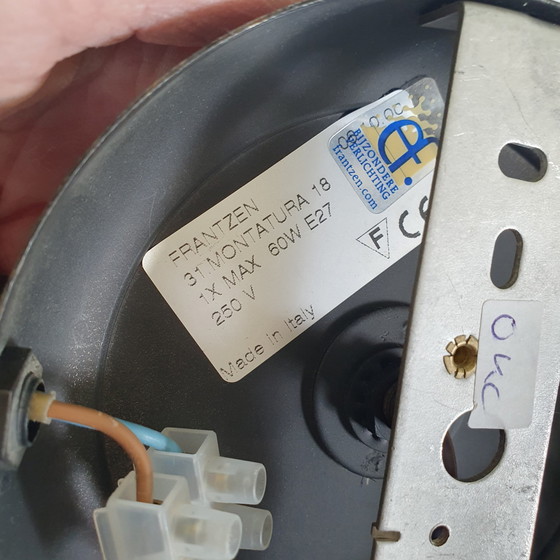 FRANTZEN
31 MONTATURA 18
1X MAX 60W E27
250 V
Made in Italy
F CE
BIJZONDERE
VERLICHTING
frantzen.com